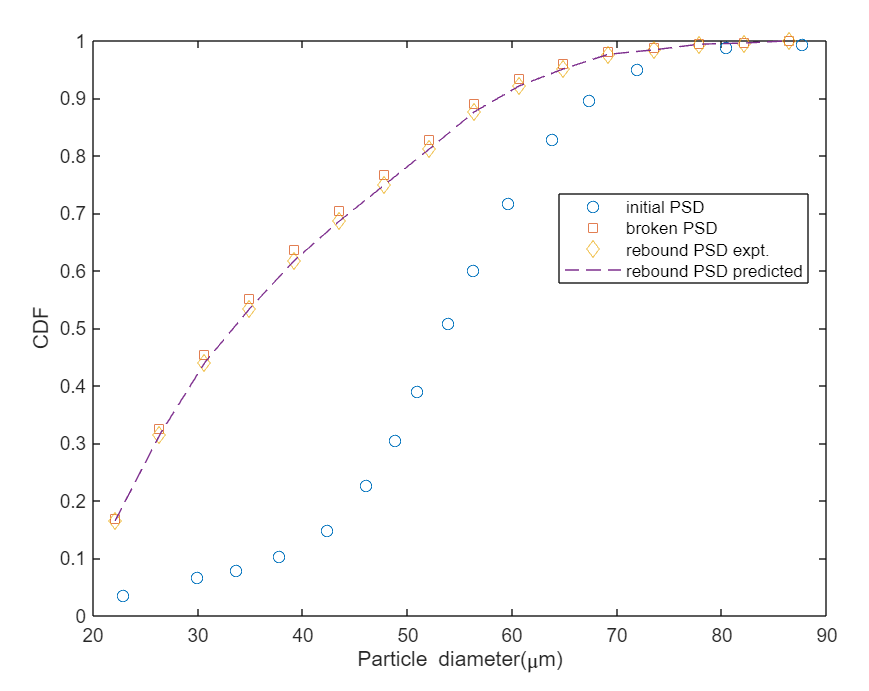 1
0.9
0.8
0.7
0.6
0.5
0.4
0.3
0.2
0.1
0
CDF
initial PSD
broken PSD
rebound PSD expt.
rebound PSD predicted
20 30 40 50 60 70 80 90
Particle diameter(μm)